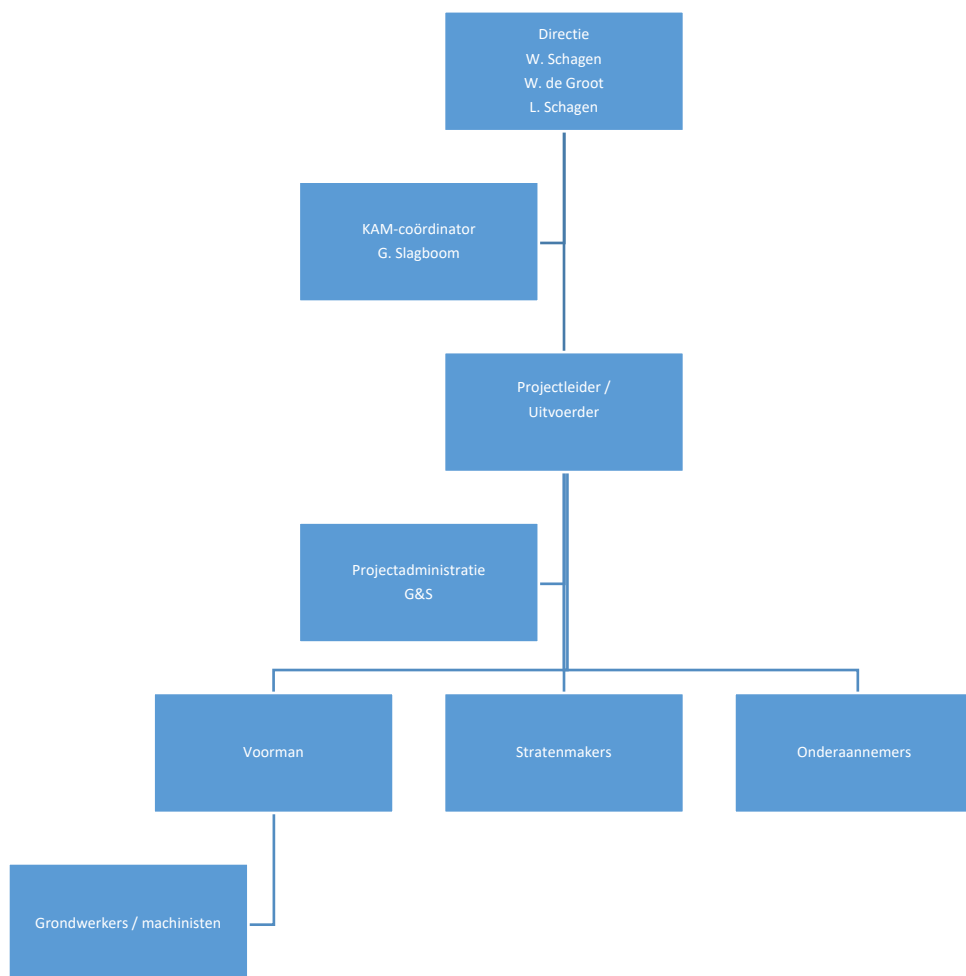 Directie
W. Schagen
W. de Groot
L. Schagen
KAM-coördinator
G. Slagboom
Projectleider /
Uitvoerder
Projectadministratie
G&S
Voorman
Stratenmakers
Onderaannemers
Grondwerkers / machinisten